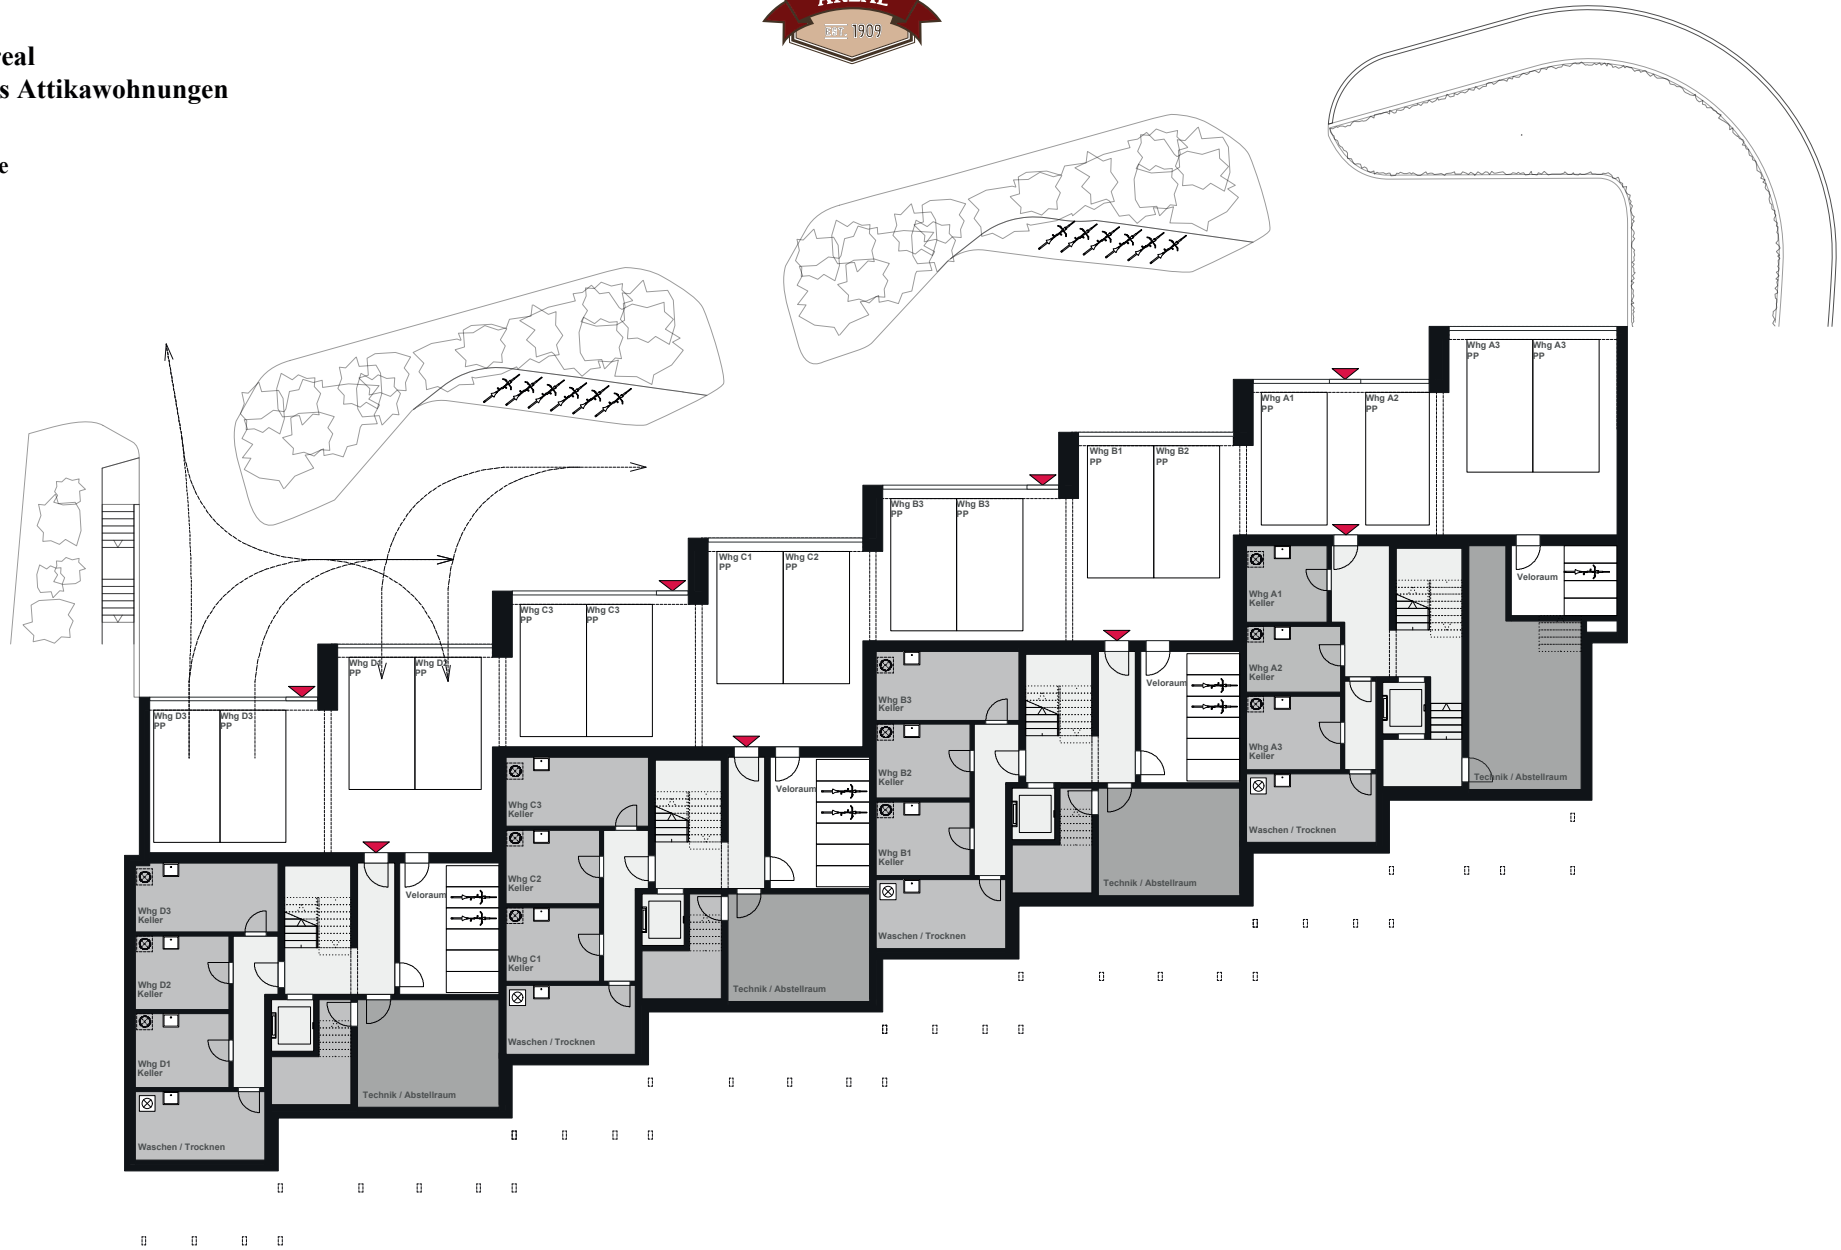 AREAL
EST. 1909
eal
s Attikawohnungen
e
Whg A3
PP
Whg A3
PP
Whg A1
PP
Whg A2
PP
Whg B1
PP
Whg B2
PP
Whg B3
PP
Whg B3
PP
Whg C1
PP
Whg C2
PP
Whg C3
PP
Whg C3
PP
Whg D1
PP
Whg D2
PP
Whg D3
PP
Whg D3
PP
Whg A1
Keller
Veloraum
Whg A2
Keller
Whg A3
Keller
Technik / Abstellraum
Waschen / Trocknen
Whg B3
Keller
Veloraum
Whg B2
Keller
Whg B1
Keller
Technik / Abstellraum
Waschen / Trocknen
Whg C3
Keller
Veloraum
Whg C2
Keller
Whg C1
Keller
Technik / Abstellraum
Waschen / Trocknen
Whg D3
Keller
Veloraum
Whg D2
Keller
Whg D1
Keller
Technik / Abstellraum
Waschen / Trocknen